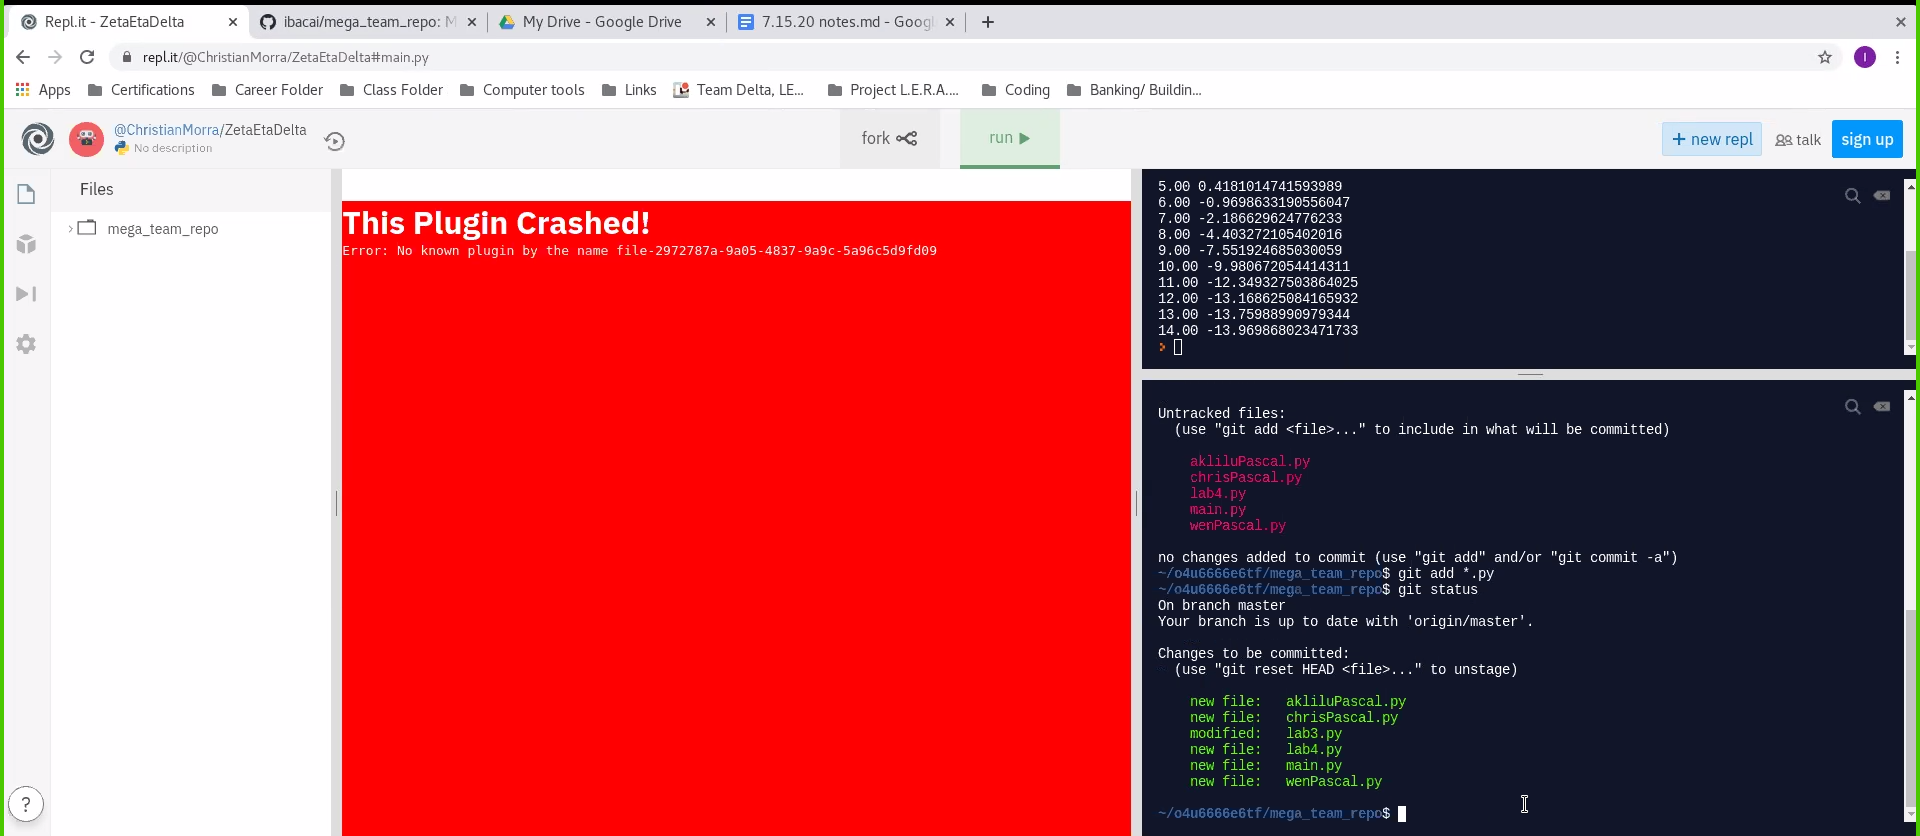 Repl.it - ZetaEtaDelta
ibacai/mega_team_repo: M
My Drive - Google Drive
7.15.20 notes.md - Googl
repl.it/@ChristianMorra/ZetaEtaDelta#main.py
I
Apps
Certifications
Career Folder
Class Folder
Computer tools
Links
Team Delta, LE...
Project L.E.R.A....
Coding
Banking/ Buildin...
@ChristianMorra/ZetaEtaDelta
No description
fork
run
+ new repl
talk
sign up
Files
mega_team_repo
This Plugin Crashed!
Error: No known plugin by the name file-2972787a-9a05-4837-9a9c-5a96c5d9fd09
5.00 0.4181014741593989
6.00 -0.9698633190556047
7.00 -2.186629624776233
8.00 -4.403272105402016
9.00 -7.551924685030059
10.00 -9.980672054414311
11.00 -12.349327503864025
12.00 -13.168625084165932
13.00 -13.75988990979344
14.00 -13.969868023471733
Untracked files:
(use "git add <file>..." to include in what will be committed)
akliluPascal.py
chrisPascal.py
lab4.py
main.py
wenPascal.py
no changes added to commit (use "git add" and/or "git commit -a")
~/o4u6666e6tf/mega_team_repo$ git add *.py
~/o4u6666e6tf/mega_team_repo$ git status
On branch master
Your branch is up to date with 'origin/master'.
Changes to be committed:
(use "git reset HEAD <file>..." to unstage)
new file: akliluPascal.py
new file: chrisPascal.py
modified: lab3.py
new file: lab4.py
new file: main.py
new file: wenPascal.py
~/o4u6666e6tf/mega_team_repo$
?